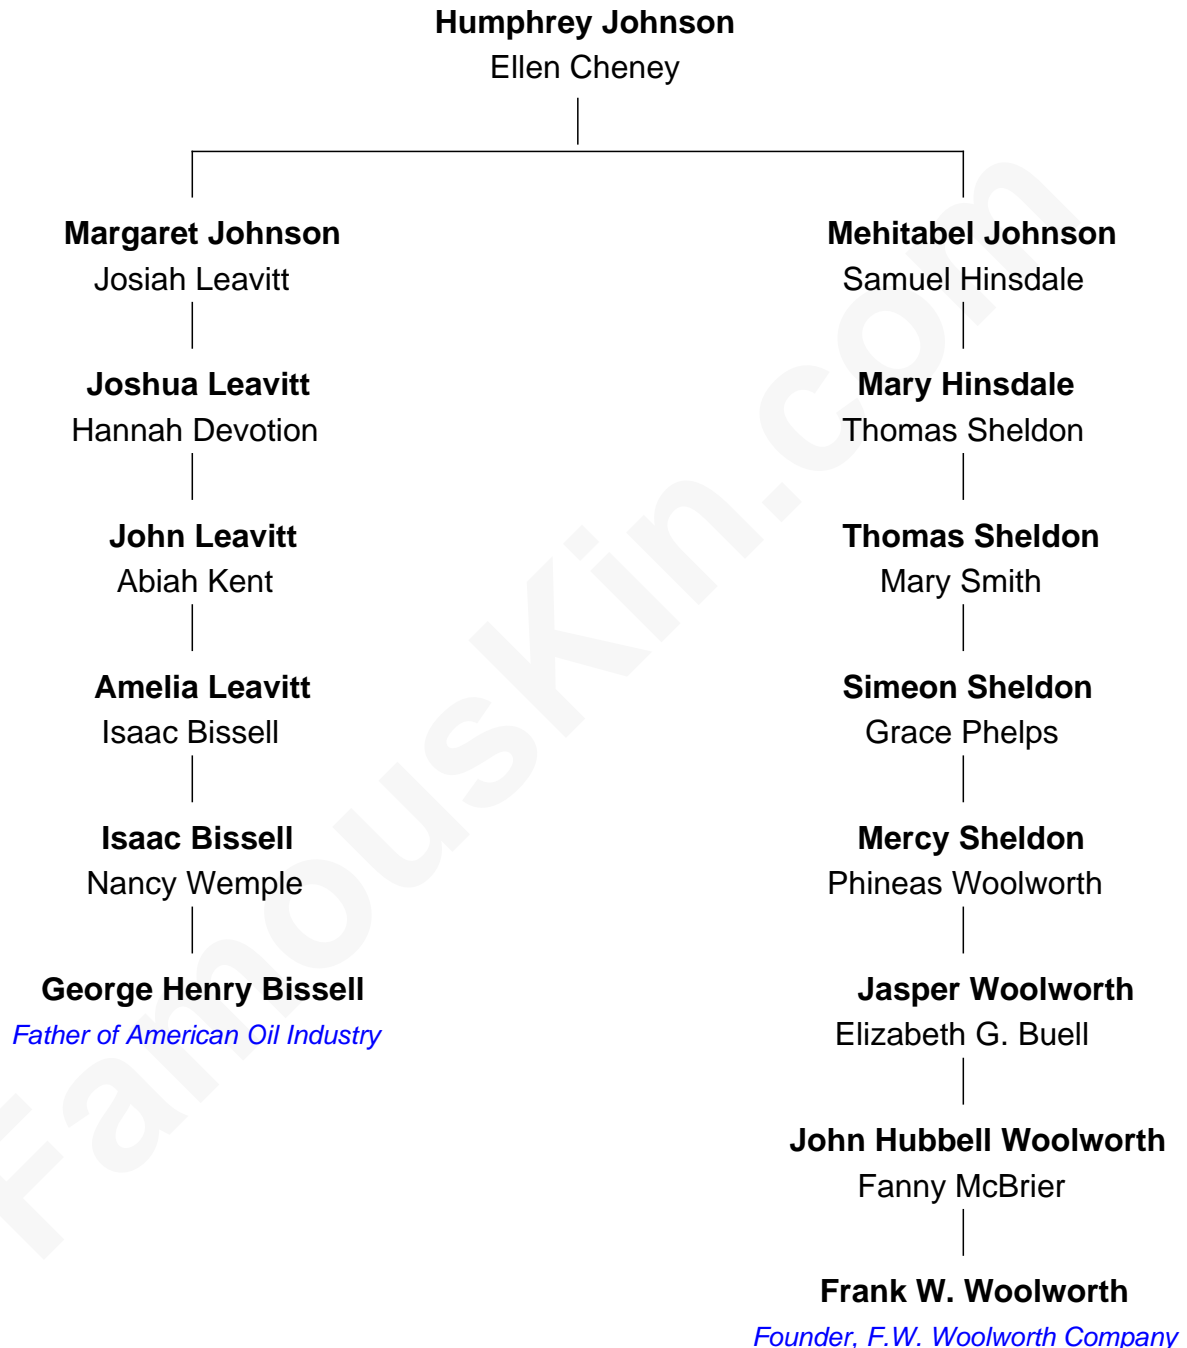 Humphrey Johnson
Ellen Cheney
Margaret Johnson
Josiah Leavitt
Mehitabel Johnson
Samuel Hinsdale
Joshua Leavitt
Hannah Devotion
Mary Hinsdale
Thomas Sheldon
John Leavitt
Abiah Kent
Thomas Sheldon
Mary Smith
Amelia Leavitt
Isaac Bissell
Simeon Sheldon
Grace Phelps
Isaac Bissell
Nancy Wemple
Mercy Sheldon
Phineas Woolworth
George Henry Bissell
Father of American Oil Industry
Jasper Woolworth
Elizabeth G. Buell
John Hubbell Woolworth
Fanny McBrier
Frank W. Woolworth
Founder, F.W. Woolworth Company
FamousKin.com